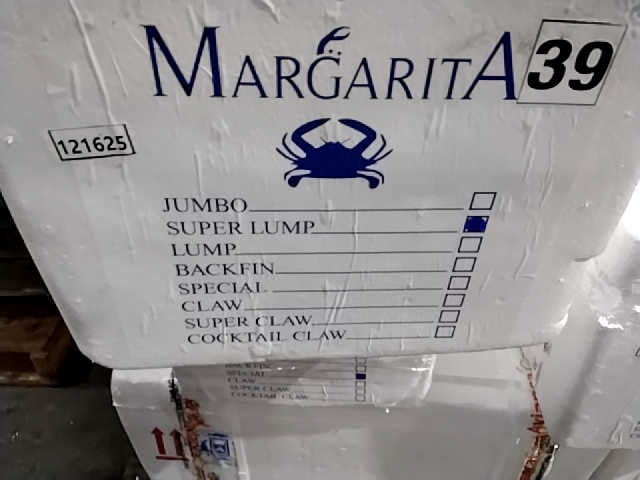 MARGARITA
39
121625
JUMBO
SUPER LUMP
LUMP
BACKFIN
SPECIAL
CLAW
SUPER CLAW
COCKTAIL CLAW
BACKFIN
SPECIAL
CLAW
SUPER CLAW
COCKTAIL CLAW